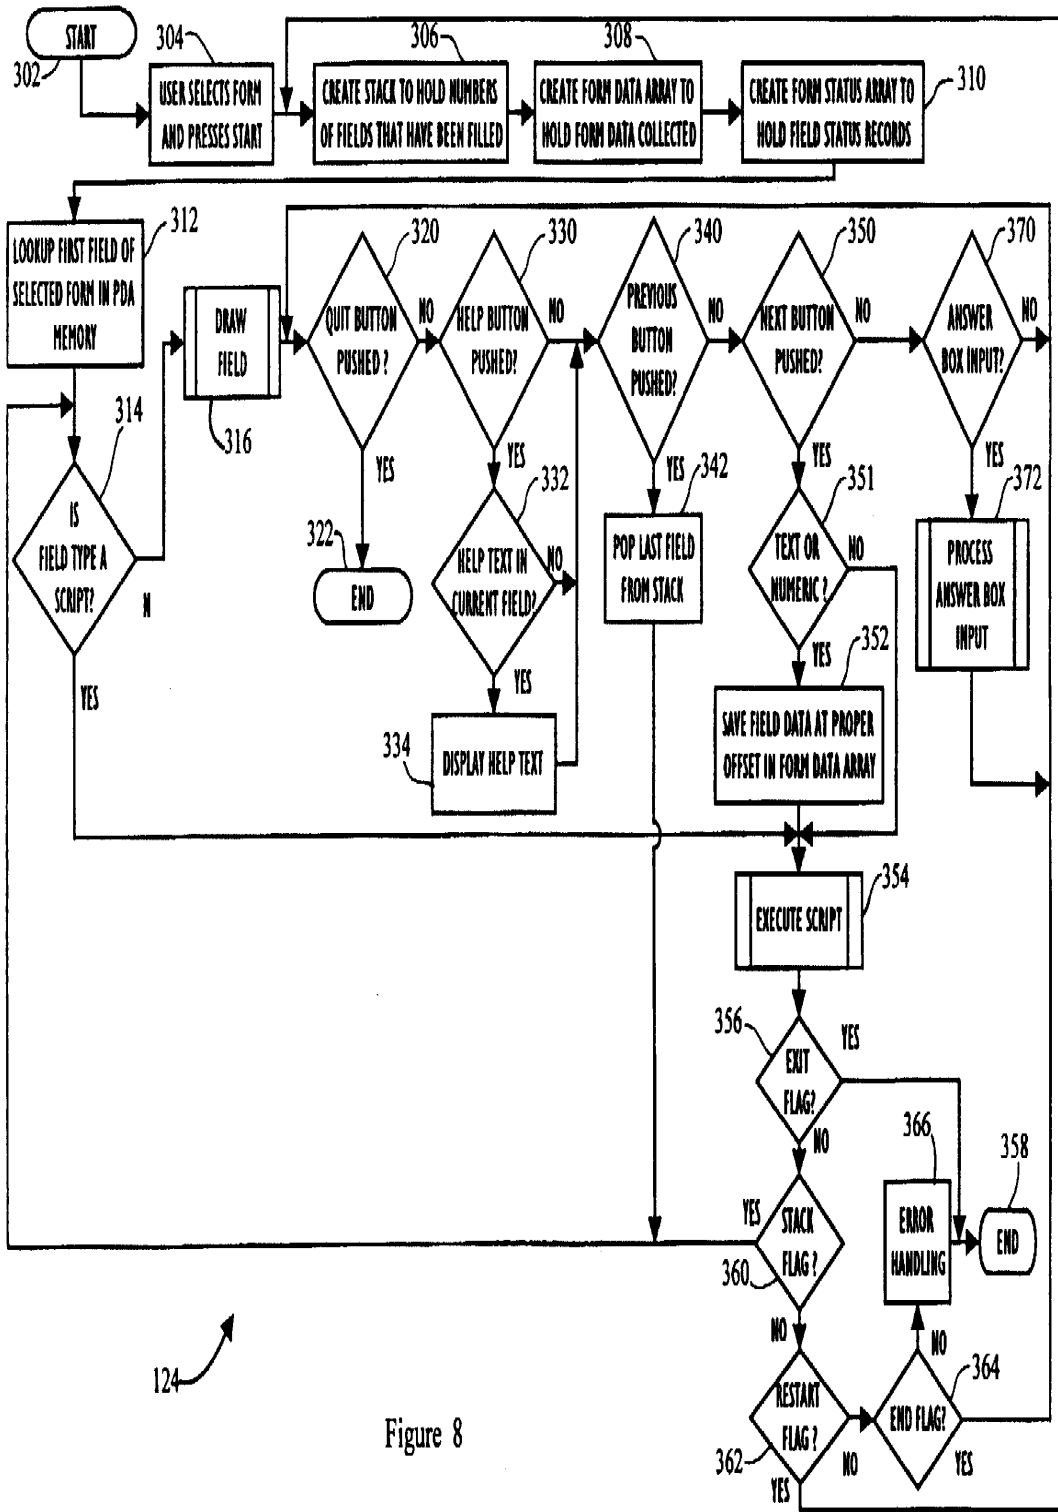 START
302
304
USER SELECTS FORM
AND PRESSES START
306
CREATE STACK TO HOLD NUMBERS
OF FIELDS THAT HAVE BEEN FILLED
308
CREATE FORM DATA ARRAY TO
HOLD FORM DATA COLLECTED
310
CREATE FORM STATUS ARRAY TO
HOLD FIELD STATUS RECORDS
312
LOOKUP FIRST FIELD OF
SELECTED FORM IN PDA
MEMORY
314
IS
FIELD TYPE A
SCRIPT?
N
YES
DRAW
FIELD
316
320
QUIT BUTTON
PUSHED ?
NO
YES
322
END
330
HELP BUTTON
PUSHED?
NO
YES
332
HELP TEXT IN
CURRENT FIELD?
NO
YES
334
DISPLAY HELP TEXT
340
PREVIOUS
BUTTON
PUSHED?
NO
YES
342
POP LAST FIELD
FROM STACK
350
NEXT BUTTON
PUSHED?
NO
YES
351
TEXT OR
NUMERIC ?
NO
YES
352
SAVE FIELD DATA AT PROPER
OFFSET IN FORM DATA ARRAY
370
ANSWER
BOX INPUT?
NO
YES
372
PROCESS
ANSWER BOX
INPUT
354
EXECUTE SCRIPT
356
EXIT
FLAG?
YES
NO
YES
STACK
FLAG ?
360
NO
366
ERROR
HANDLING
358
END
RESTART
FLAG ?
362
NO
YES
364
END FLAG?
NO
YES
124
Figure 8